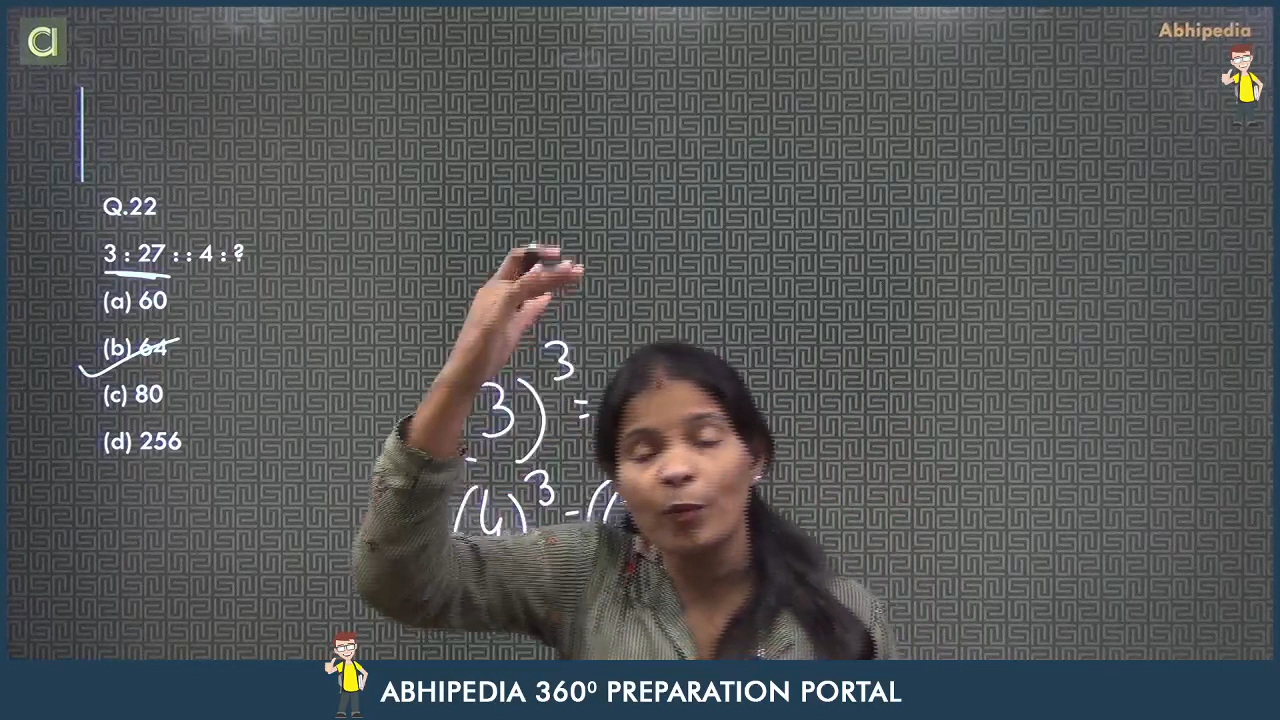 a
Abhipedia
Q.22
3 : 27 : : 4 : ?
(a) 60
(b) 64
(c) 80
(d) 256
3)³ =
(4)³ = (
ABHIPEDIA 360⁰ PREPARATION PORTAL